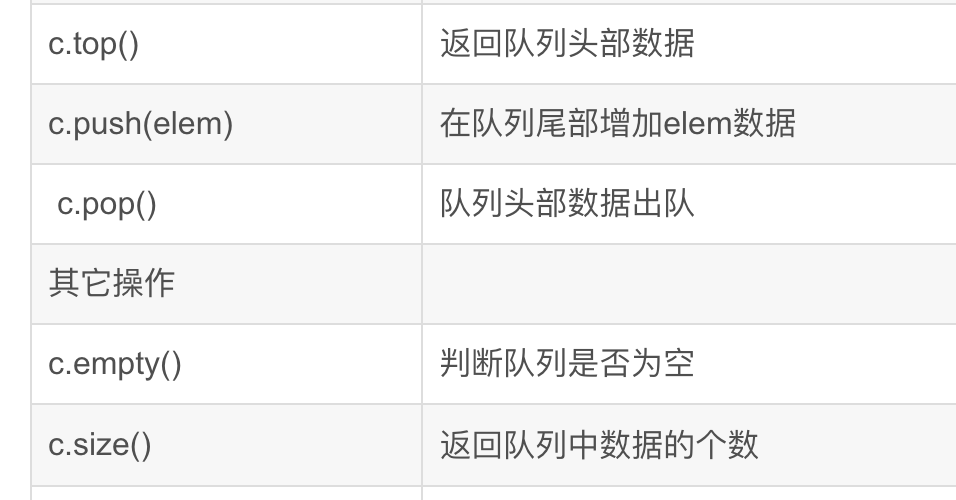 c.top() 返回队列头部数据
c.push(elem) 在队列尾部增加elem数据
c.pop() 队列头部数据出队
其它操作
c.empty() 判断队列是否为空
c.size() 返回队列中数据的个数